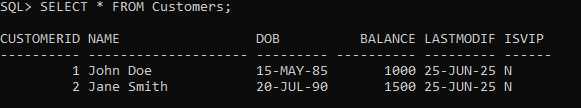 SQL> SELECT * FROM Customers;
CUSTOMERID NAME                 DOB          BALANCE LASTMODIF ISVIP
---------- -------------------- --------- ---------- --------- -----
         1 John Doe             15-MAY-85       1000 25-JUN-25 N
         2 Jane Smith           20-JUL-90       1500 25-JUN-25 N